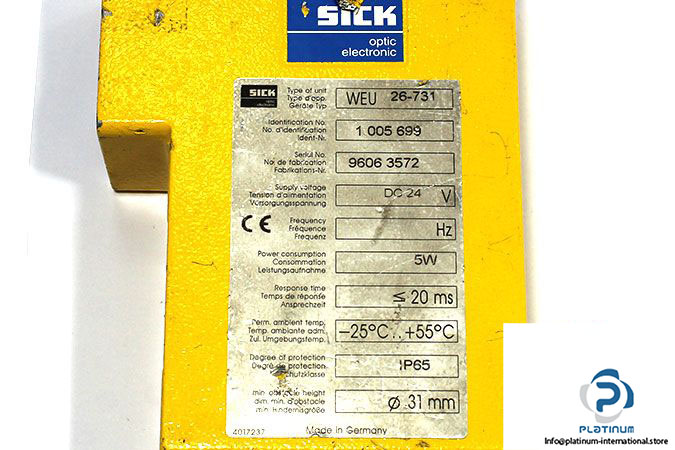 SICK
optic
electronic
SICK
optic
electronic
Type of unit
Type d'app.
Geräte Typ
WEU 26-731
Identification No.
No. d'identification
Ident-Nr.
1 005 699
Serial No.
No. de fabrication
Fabrikations-Nr.
9606 3572
Supply voltage
Tension d'alimentation
Versorgungsspannung
DC 24 V
CE
Frequency
Fréquence
Frequenz
Hz
Power consumption
Consommation
Leistungsaufnahme
5W
Response time
Temps de réponse
Ansprechzeit
≤ 20 ms
Perm. ambient temp.
Temp. ambiante adm.
Zul. Umgebungstemp.
−25°C..+55°C
Degree of protection
Degré de protection
Schutzklasse
IP65
min. obstacle height
dim. min. d'obstacle
min. Hindernisgröße
ø 31 mm
4017237
Made in Germany
PLATINUM
info@platinum-international.store